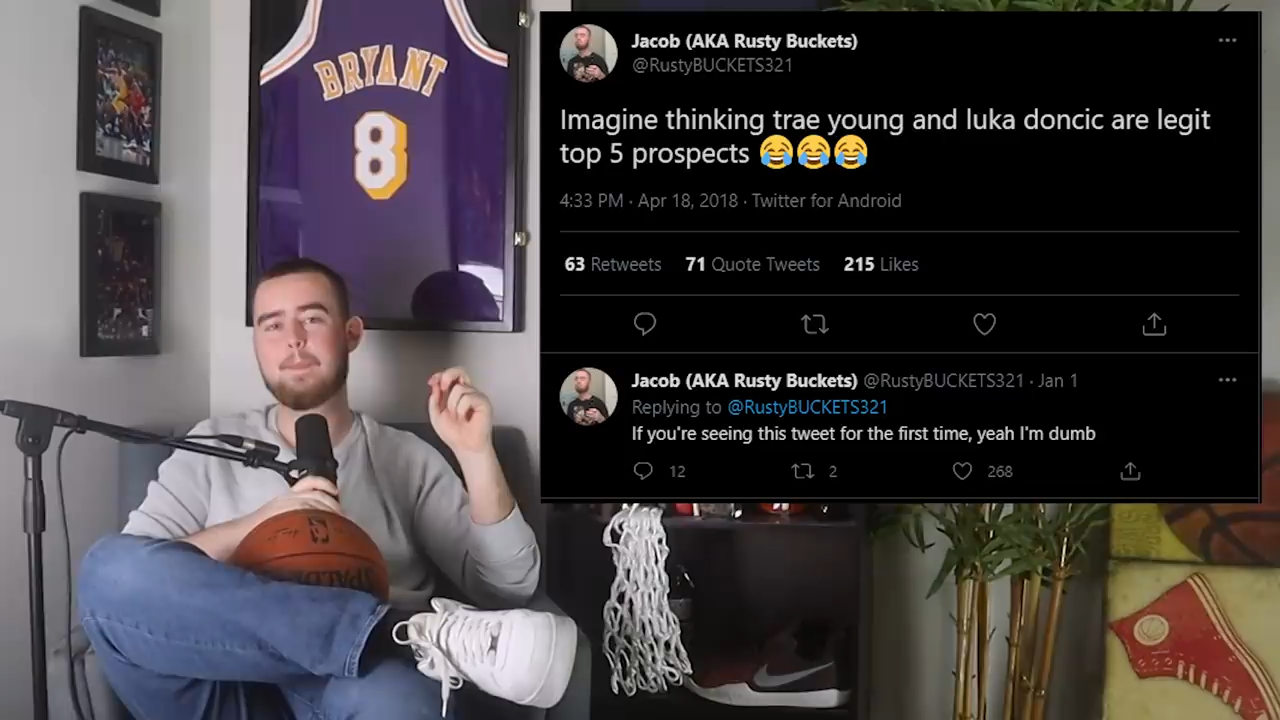 BRYANT
8
SPALDING
Jacob (AKA Rusty Buckets)
@RustyBUCKETS321
Imagine thinking trae young and luka doncic are legit
top 5 prospects 😂😂😂
4:33 PM · Apr 18, 2018 · Twitter for Android
63 Retweets 71 Quote Tweets 215 Likes
Jacob (AKA Rusty Buckets) @RustyBUCKETS321 · Jan 1
Replying to @RustyBUCKETS321
If you're seeing this tweet for the first time, yeah I'm dumb
12 2 268